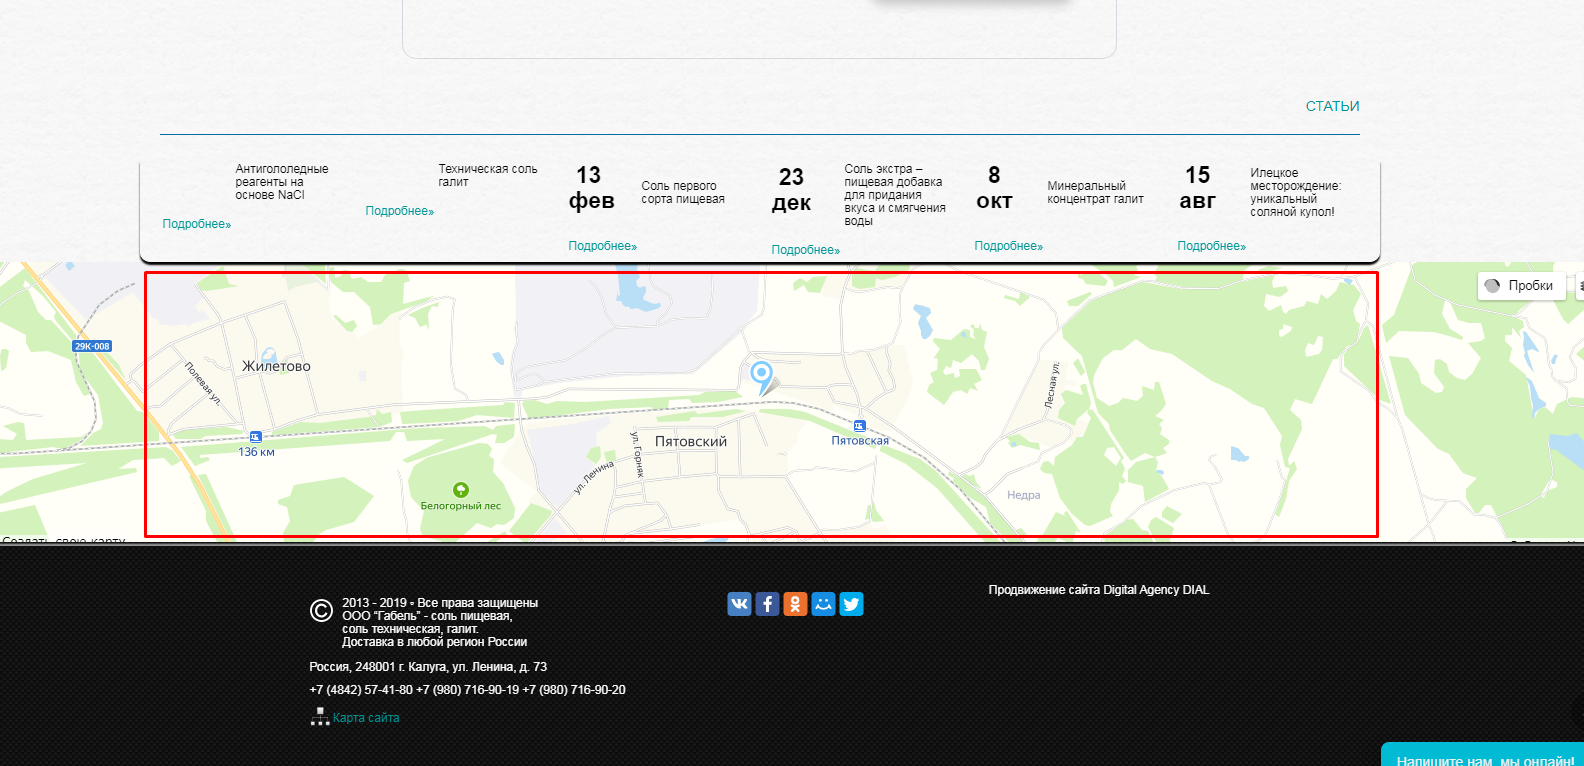 СТАТЬИ
Антигололедные
реагенты на
основе NaCl
Подробнее»
Техническая соль
галит
Подробнее»
13
фев
Соль первого
сорта пищевая
Подробнее»
23
дек
Соль экстра –
пищевая добавка
для придания
вкуса и смягчения
воды
Подробнее»
8
окт
Минеральный
концентрат галит
Подробнее»
15
авг
Илецкое
месторождение:
уникальный
соляной купол!
Подробнее»
Пробки
29К-008
Жилетово
Полевая ул.
136 км
Белогорный лес
ул. Ленина
ул. Горняк
Пятовский
Пятовская
Лесная ул.
Недра
Создать свою карту
© 2013 - 2019 • Все права защищены
ООО “Габель” - соль пищевая,
соль техническая, галит.
Доставка в любой регион России
Россия, 248001 г. Калуга, ул. Ленина, д. 73
+7 (4842) 57-41-80 +7 (980) 716-90-19 +7 (980) 716-90-20
Карта сайта
Продвижение сайта Digital Agency DIAL
Напишите нам, мы онлайн!